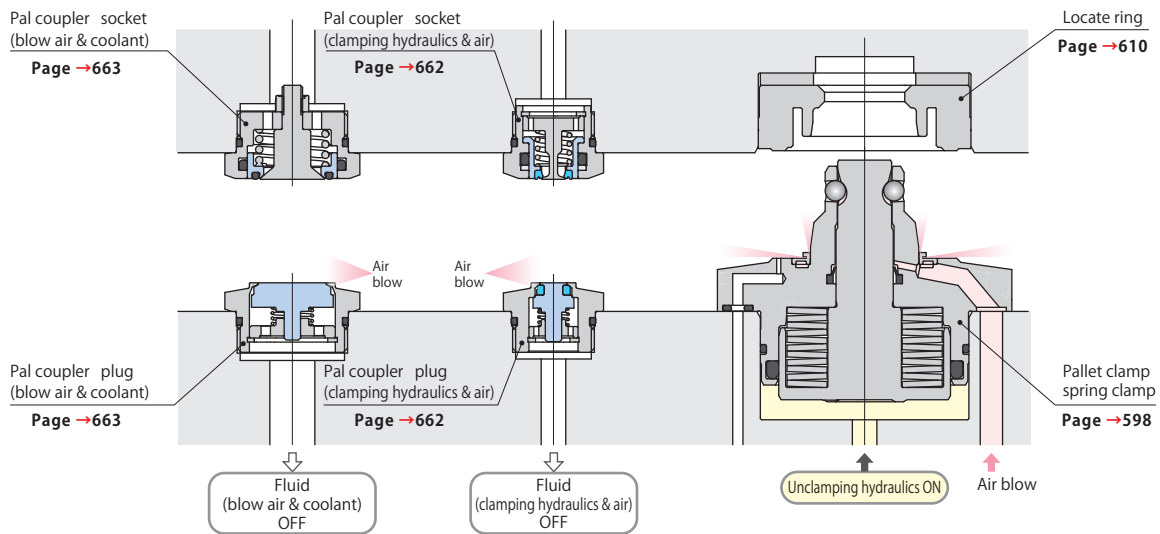 Pal coupler socket
(blow air & coolant)
Page →663
Pal coupler socket
(clamping hydraulics & air)
Page →662
Locate ring
Page →610
Air
blow
Air
blow
Pal coupler plug
(blow air & coolant)
Page →663
Pal coupler plug
(clamping hydraulics & air)
Page →662
Pallet clamp
spring clamp
Page →598
Fluid
(blow air & coolant)
OFF
Fluid
(clamping hydraulics & air)
OFF
Unclamping hydraulics ON
Air blow